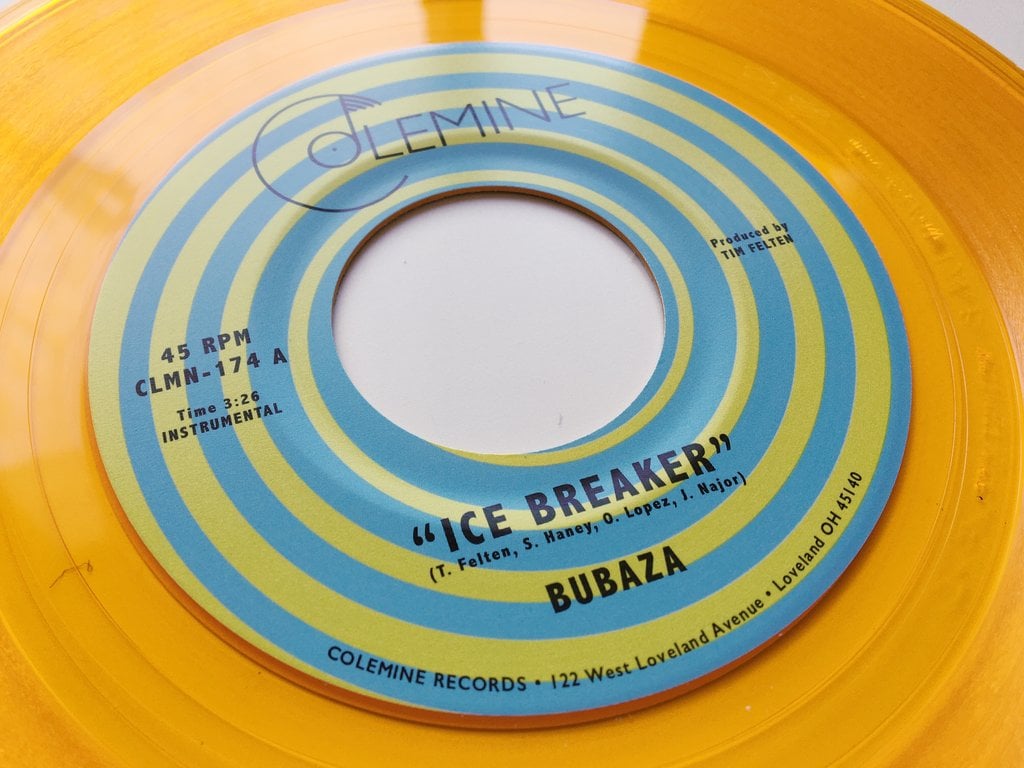 COLEMINE
Produced by
TIM FELTEN
45 RPM
CLMN-174 A
Time 3:26
INSTRUMENTAL
“ICE BREAKER”
(T. Felten, S. Haney, O. Lopez, J. Najor)
BUBAZA
COLEMINE RECORDS • 122 West Loveland Avenue • Loveland OH 45140